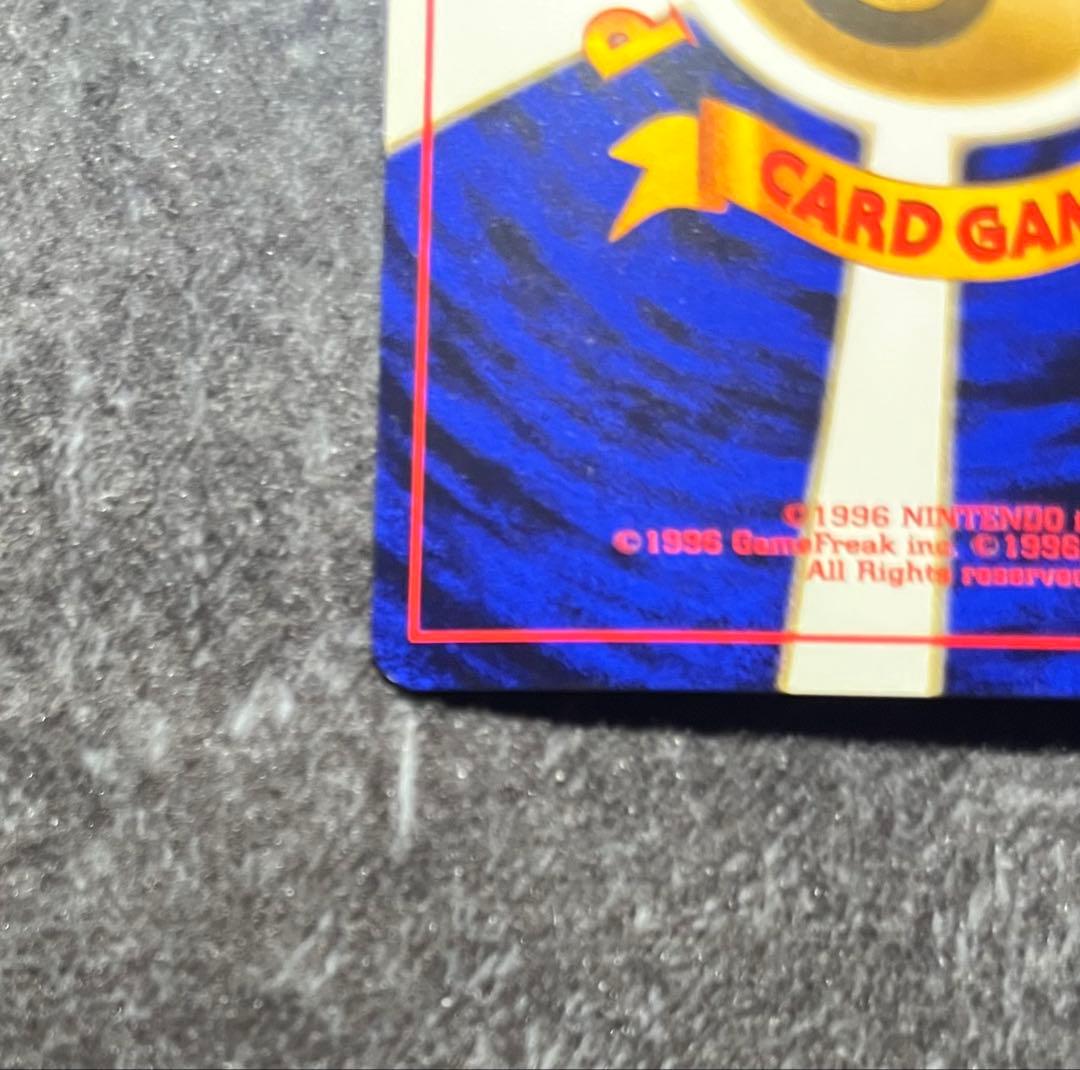 P
CARD GAM
©1996 NINTENDO
©1996 GameFreak inc. ©1996
All Rights reserved